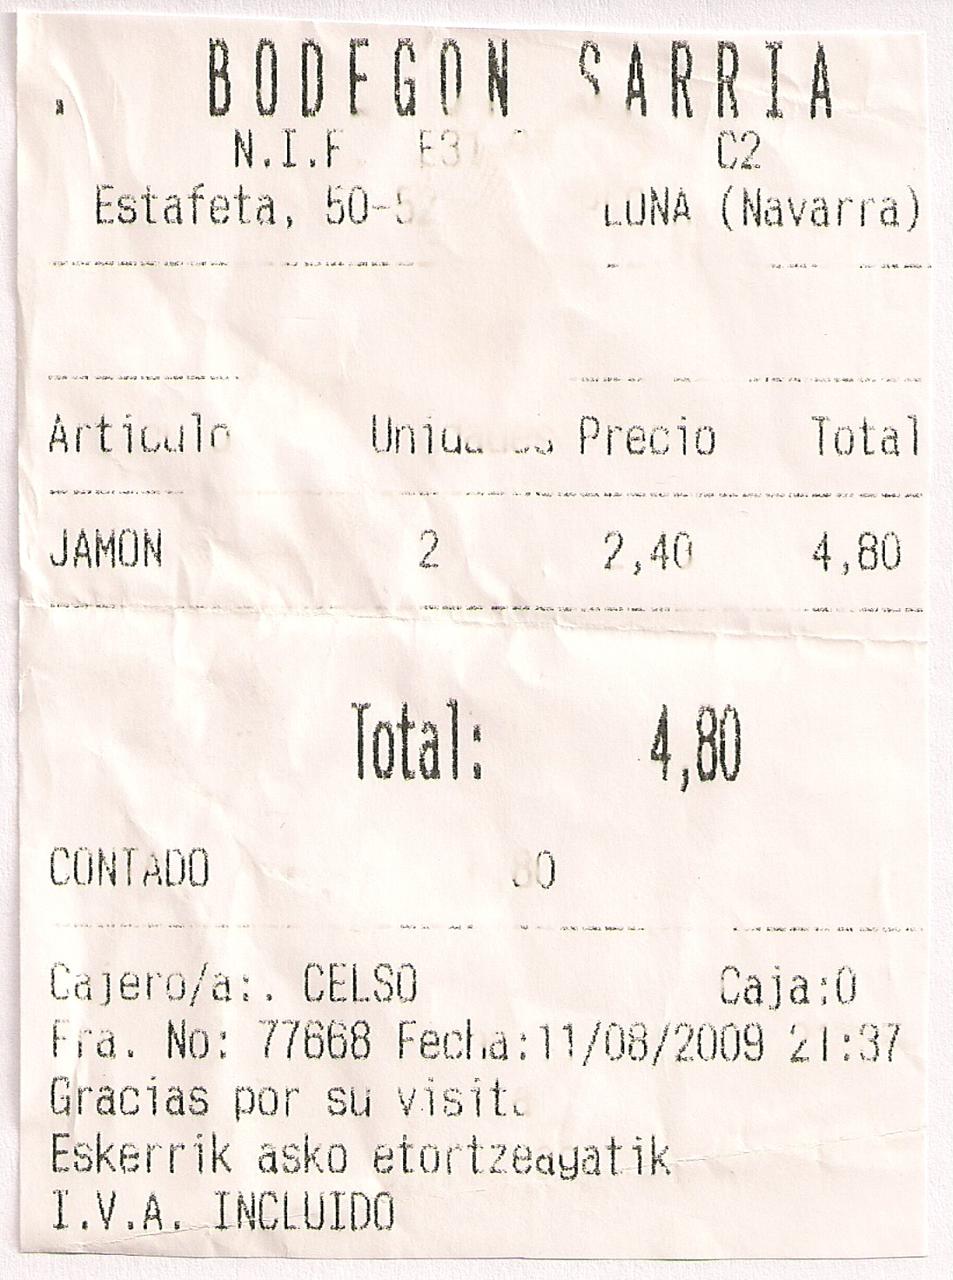 . BODEGON SARRIA
N.I.F C2
Estafeta, (Navarra)
Articulo Unidades Precio Total
JAMON 2 2,40 4,80
Total: 4,80
CONTADO
Cajero/a:. CELSO Caja:0
Fra. No: 77668 Fecha:11/08/2009 21:37
Gracias por su visita
Eskerrik asko etortzeagatik
I.V.A. INCLUIDO